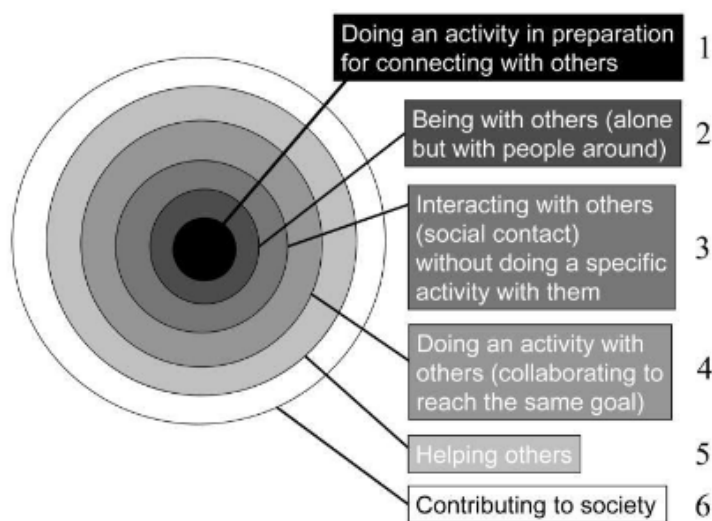 Doing an activity in preparation
for connecting with others
1
Being with others (alone
but with people around)
2
Interacting with others
(social contact)
without doing a specific
activity with them
3
Doing an activity with
others (collaborating to
reach the same goal)
4
Helping others
5
Contributing to society
6